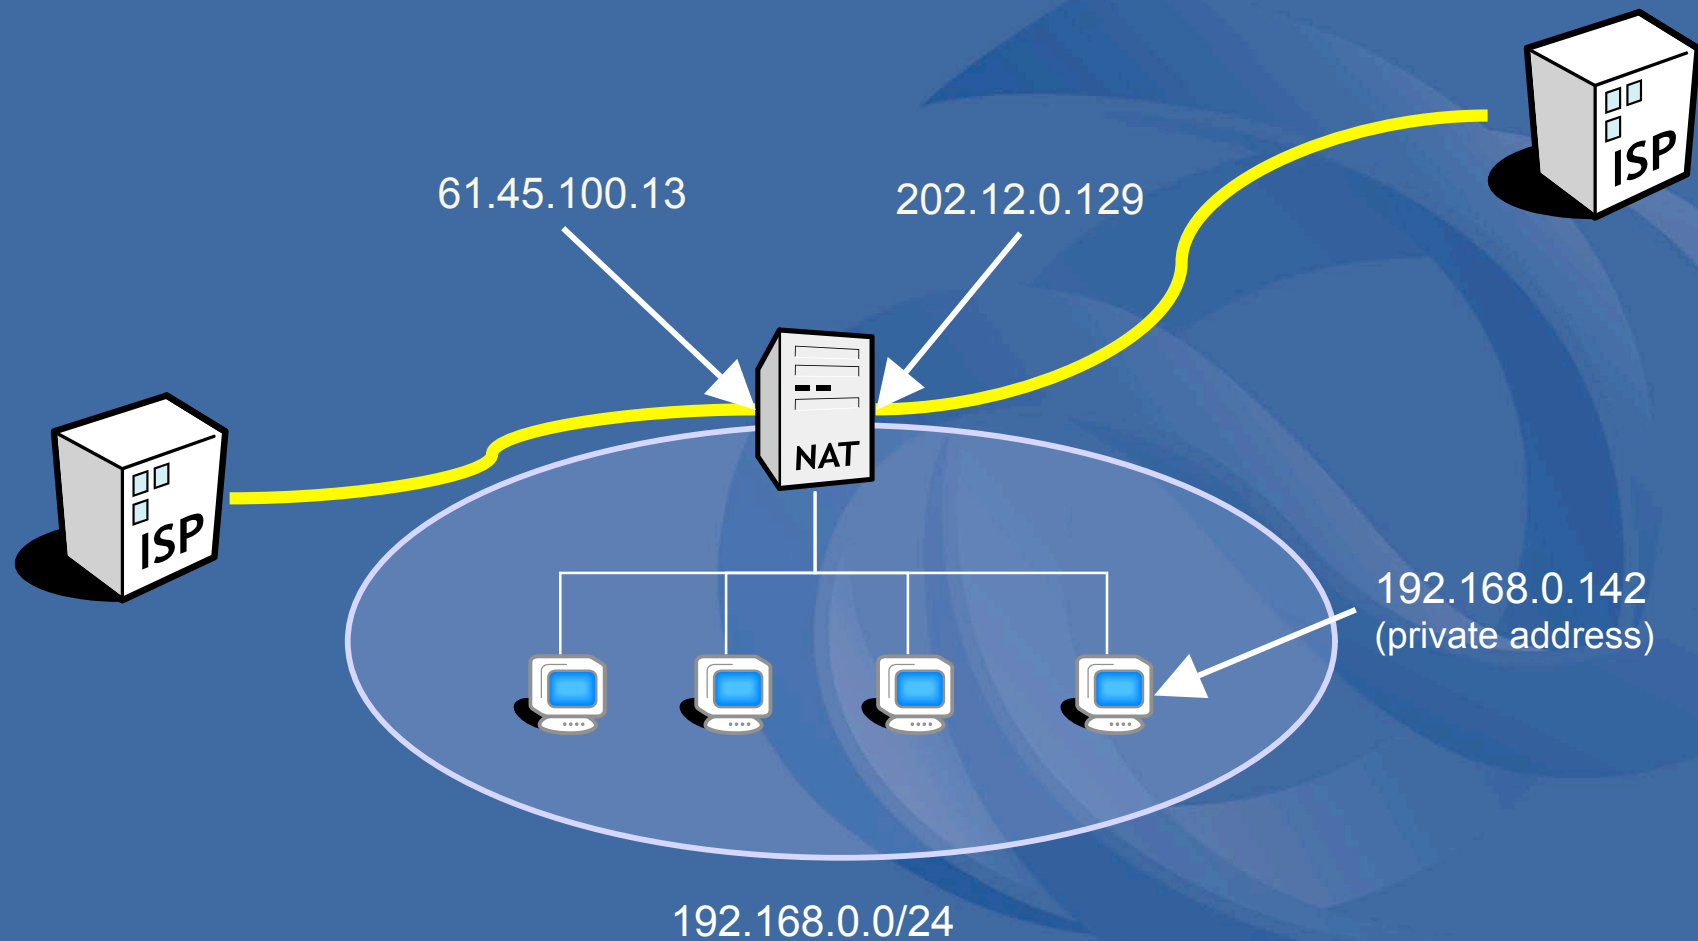 ISP
61.45.100.13
202.12.0.129
NAT
ISP
192.168.0.142
(private address)
192.168.0.0/24